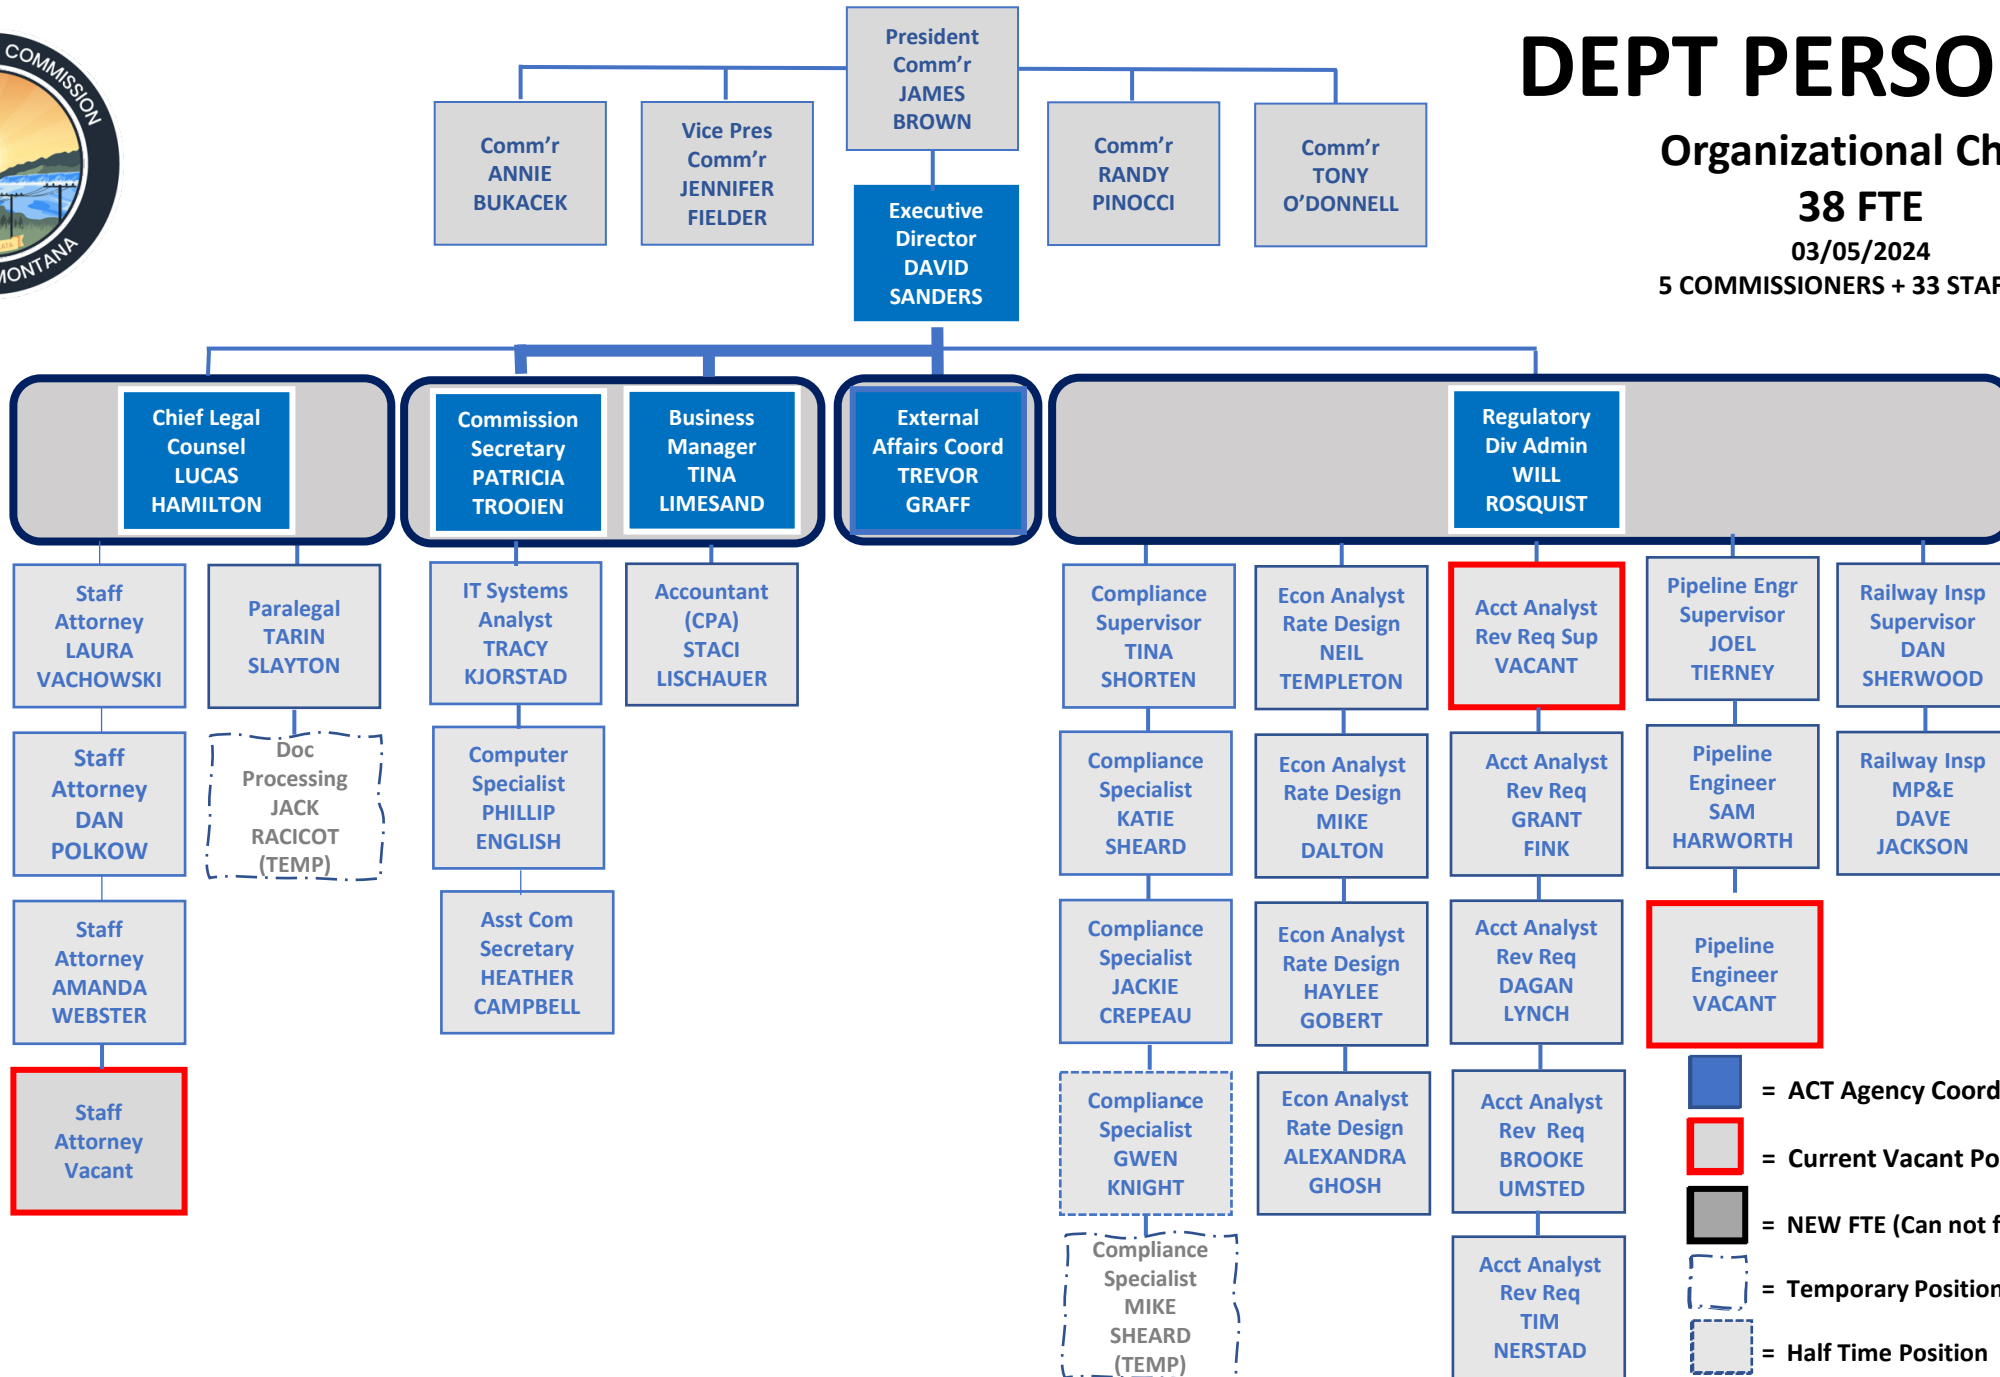 COMMISSION
MONTANA
DEPT PERSO
Organizational Ch
38 FTE
03/05/2024
5 COMMISSIONERS + 33 STAF
President
Comm'r
JAMES
BROWN
Comm'r
ANNIE
BUKACEK
Vice Pres
Comm'r
JENNIFER
FIELDER
Comm'r
RANDY
PINOCCI
Comm'r
TONY
O'DONNELL
Executive
Director
DAVID
SANDERS
Chief Legal
Counsel
LUCAS
HAMILTON
Commission
Secretary
PATRICIA
TROOIEN
Business
Manager
TINA
LIMESAND
External
Affairs Coord
TREVOR
GRAFF
Regulatory
Div Admin
WILL
ROSQUIST
Staff
Attorney
LAURA
VACHOWSKI
Staff
Attorney
DAN
POLKOW
Staff
Attorney
AMANDA
WEBSTER
Staff
Attorney
Vacant
Paralegal
TARIN
SLAYTON
Doc
Processing
JACK
RACICOT
(TEMP)
IT Systems
Analyst
TRACY
KJORSTAD
Computer
Specialist
PHILLIP
ENGLISH
Asst Com
Secretary
HEATHER
CAMPBELL
Accountant
(CPA)
STACI
LISCHAUER
Compliance
Supervisor
TINA
SHORTEN
Compliance
Specialist
KATIE
SHEARD
Compliance
Specialist
JACKIE
CREPEAU
Compliance
Specialist
GWEN
KNIGHT
Compliance
Specialist
MIKE
SHEARD
(TEMP)
Econ Analyst
Rate Design
NEIL
TEMPLETON
Econ Analyst
Rate Design
MIKE
DALTON
Econ Analyst
Rate Design
HAYLEE
GOBERT
Econ Analyst
Rate Design
ALEXANDRA
GHOSH
Acct Analyst
Rev Req Sup
VACANT
Acct Analyst
Rev Req
GRANT
FINK
Acct Analyst
Rev Req
DAGAN
LYNCH
Acct Analyst
Rev Req
BROOKE
UMSTED
Acct Analyst
Rev Req
TIM
NERSTAD
Pipeline Engr
Supervisor
JOEL
TIERNEY
Pipeline
Engineer
SAM
HARWORTH
Pipeline
Engineer
VACANT
Railway Insp
Supervisor
DAN
SHERWOOD
Railway Insp
MP&E
DAVE
JACKSON
= ACT Agency Coord
= Current Vacant Po
= NEW FTE (Can not f
= Temporary Position
= Half Time Position